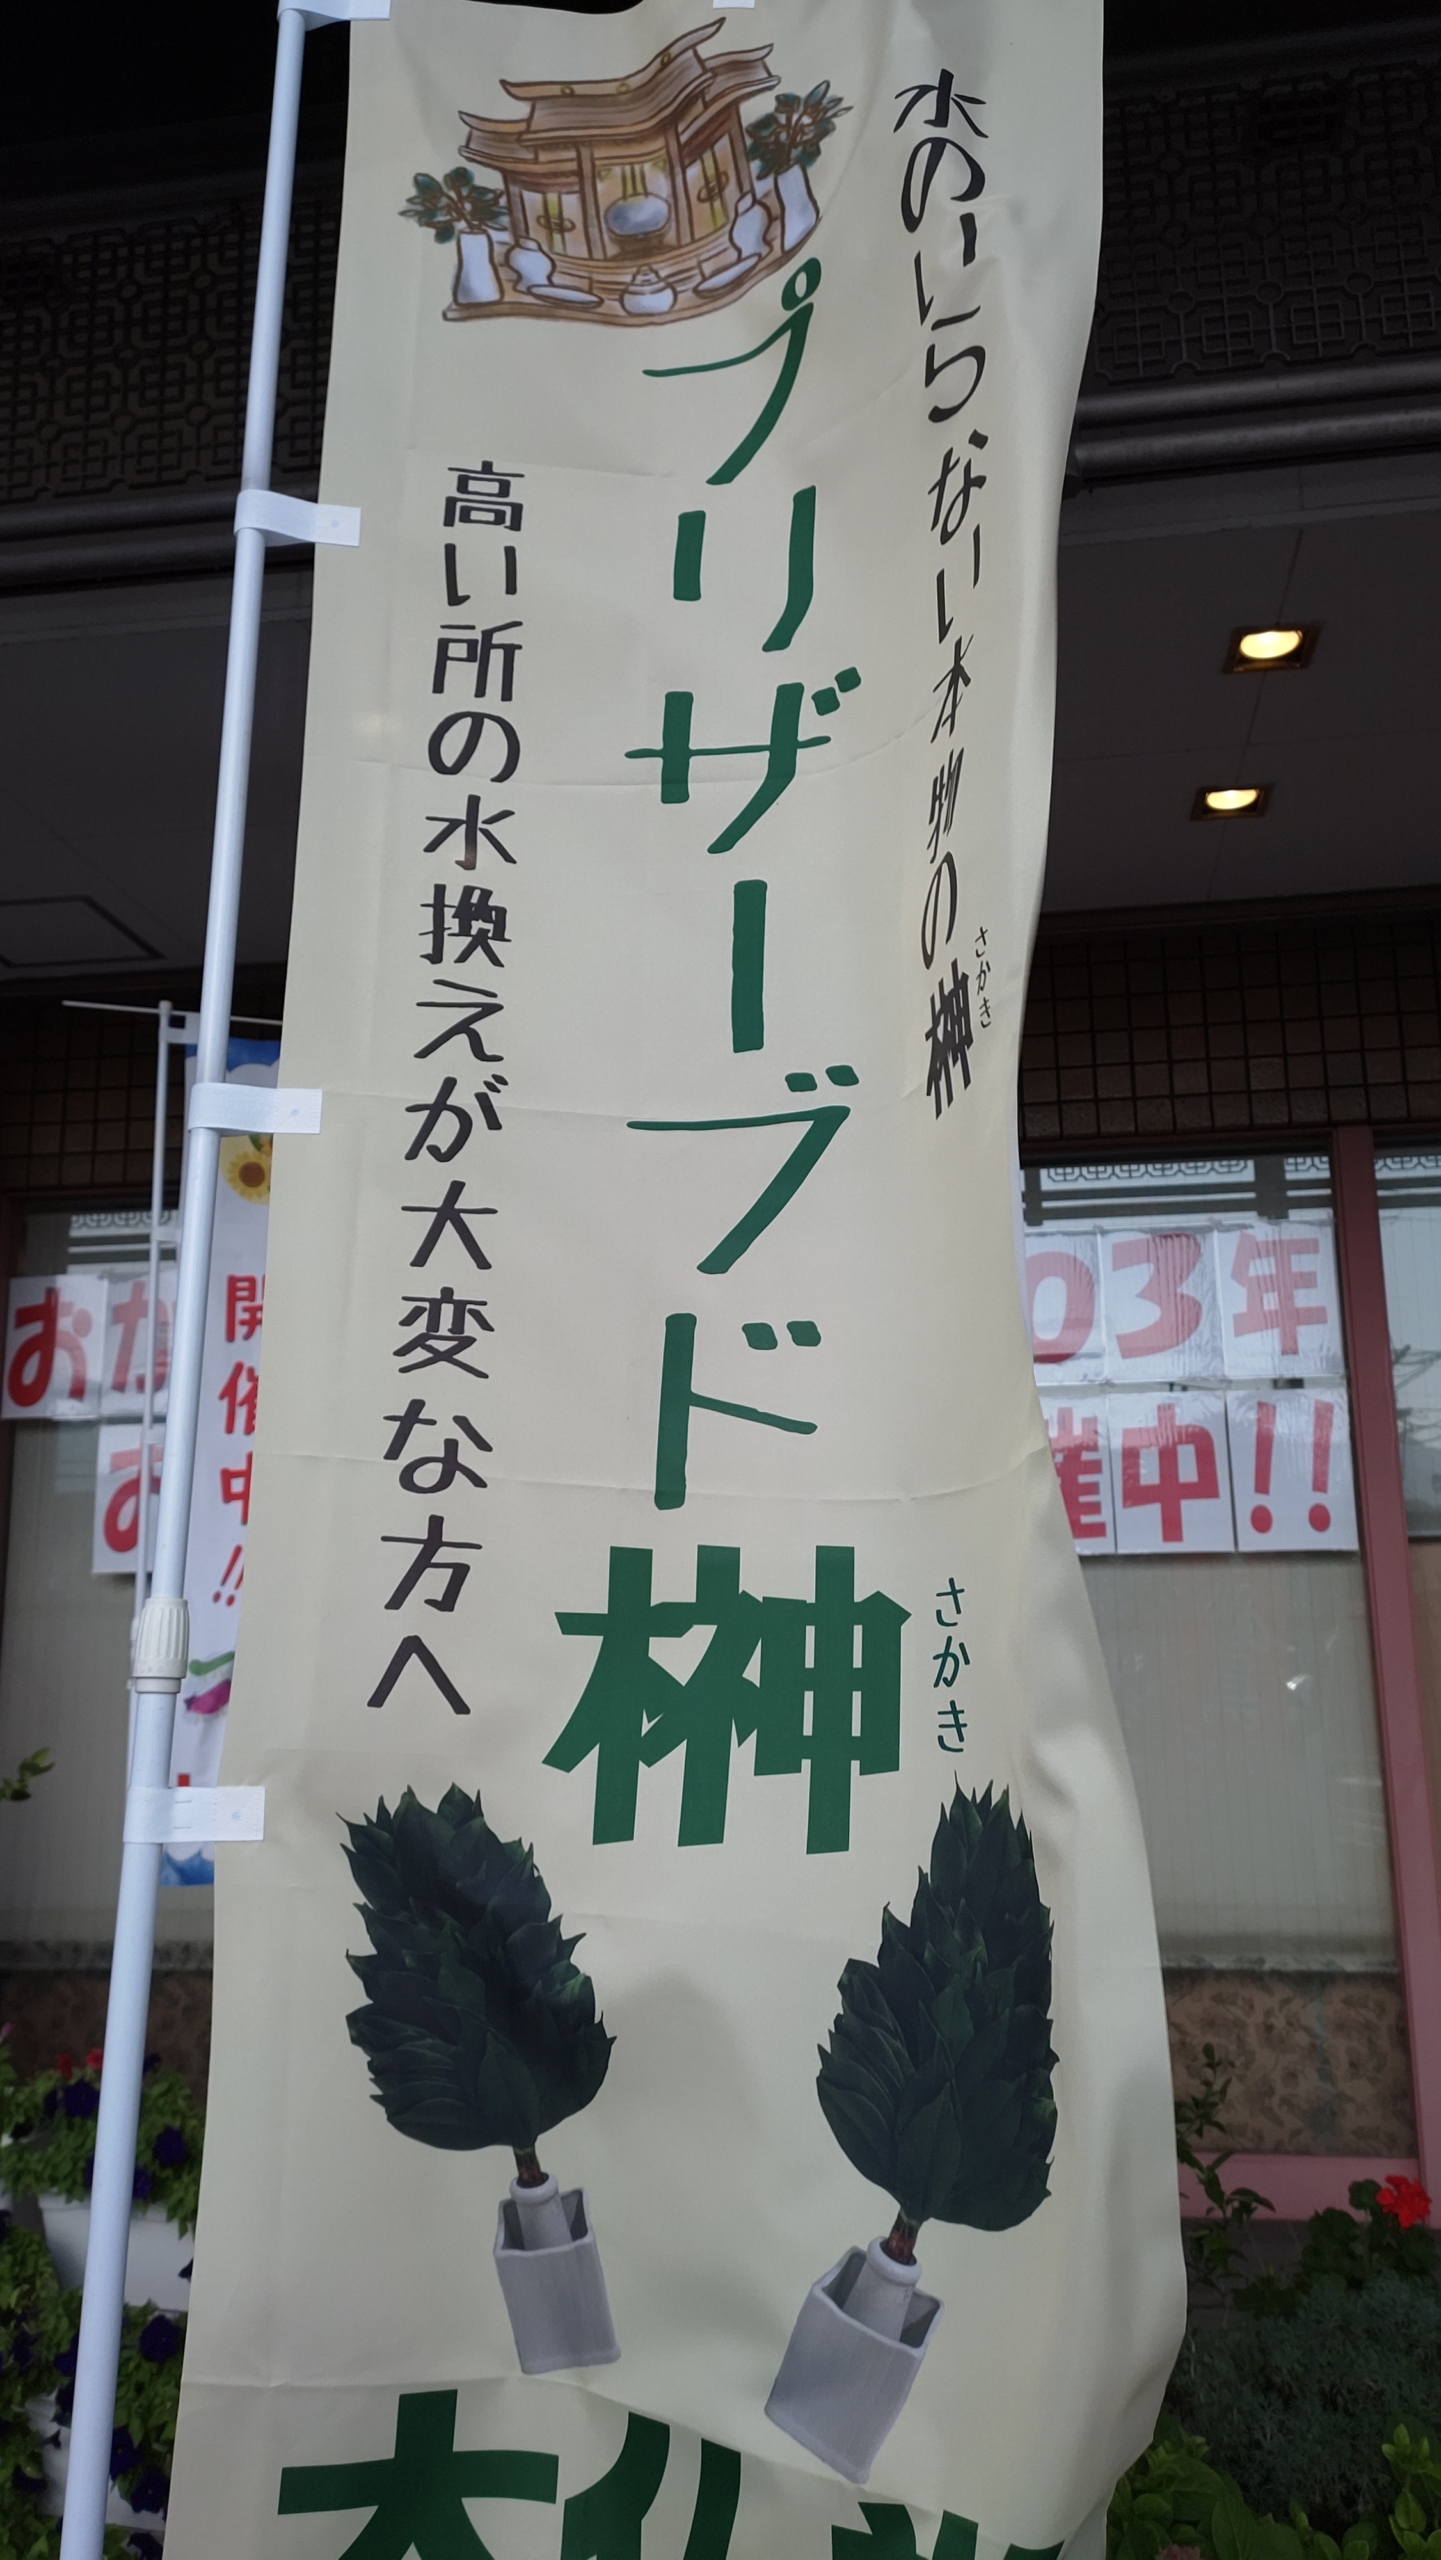 水のいらない本物の榊
さかき
プリザーブド榊
さかき
高い所の水換えが大変な方へ
開催中!!
03年
催中!!